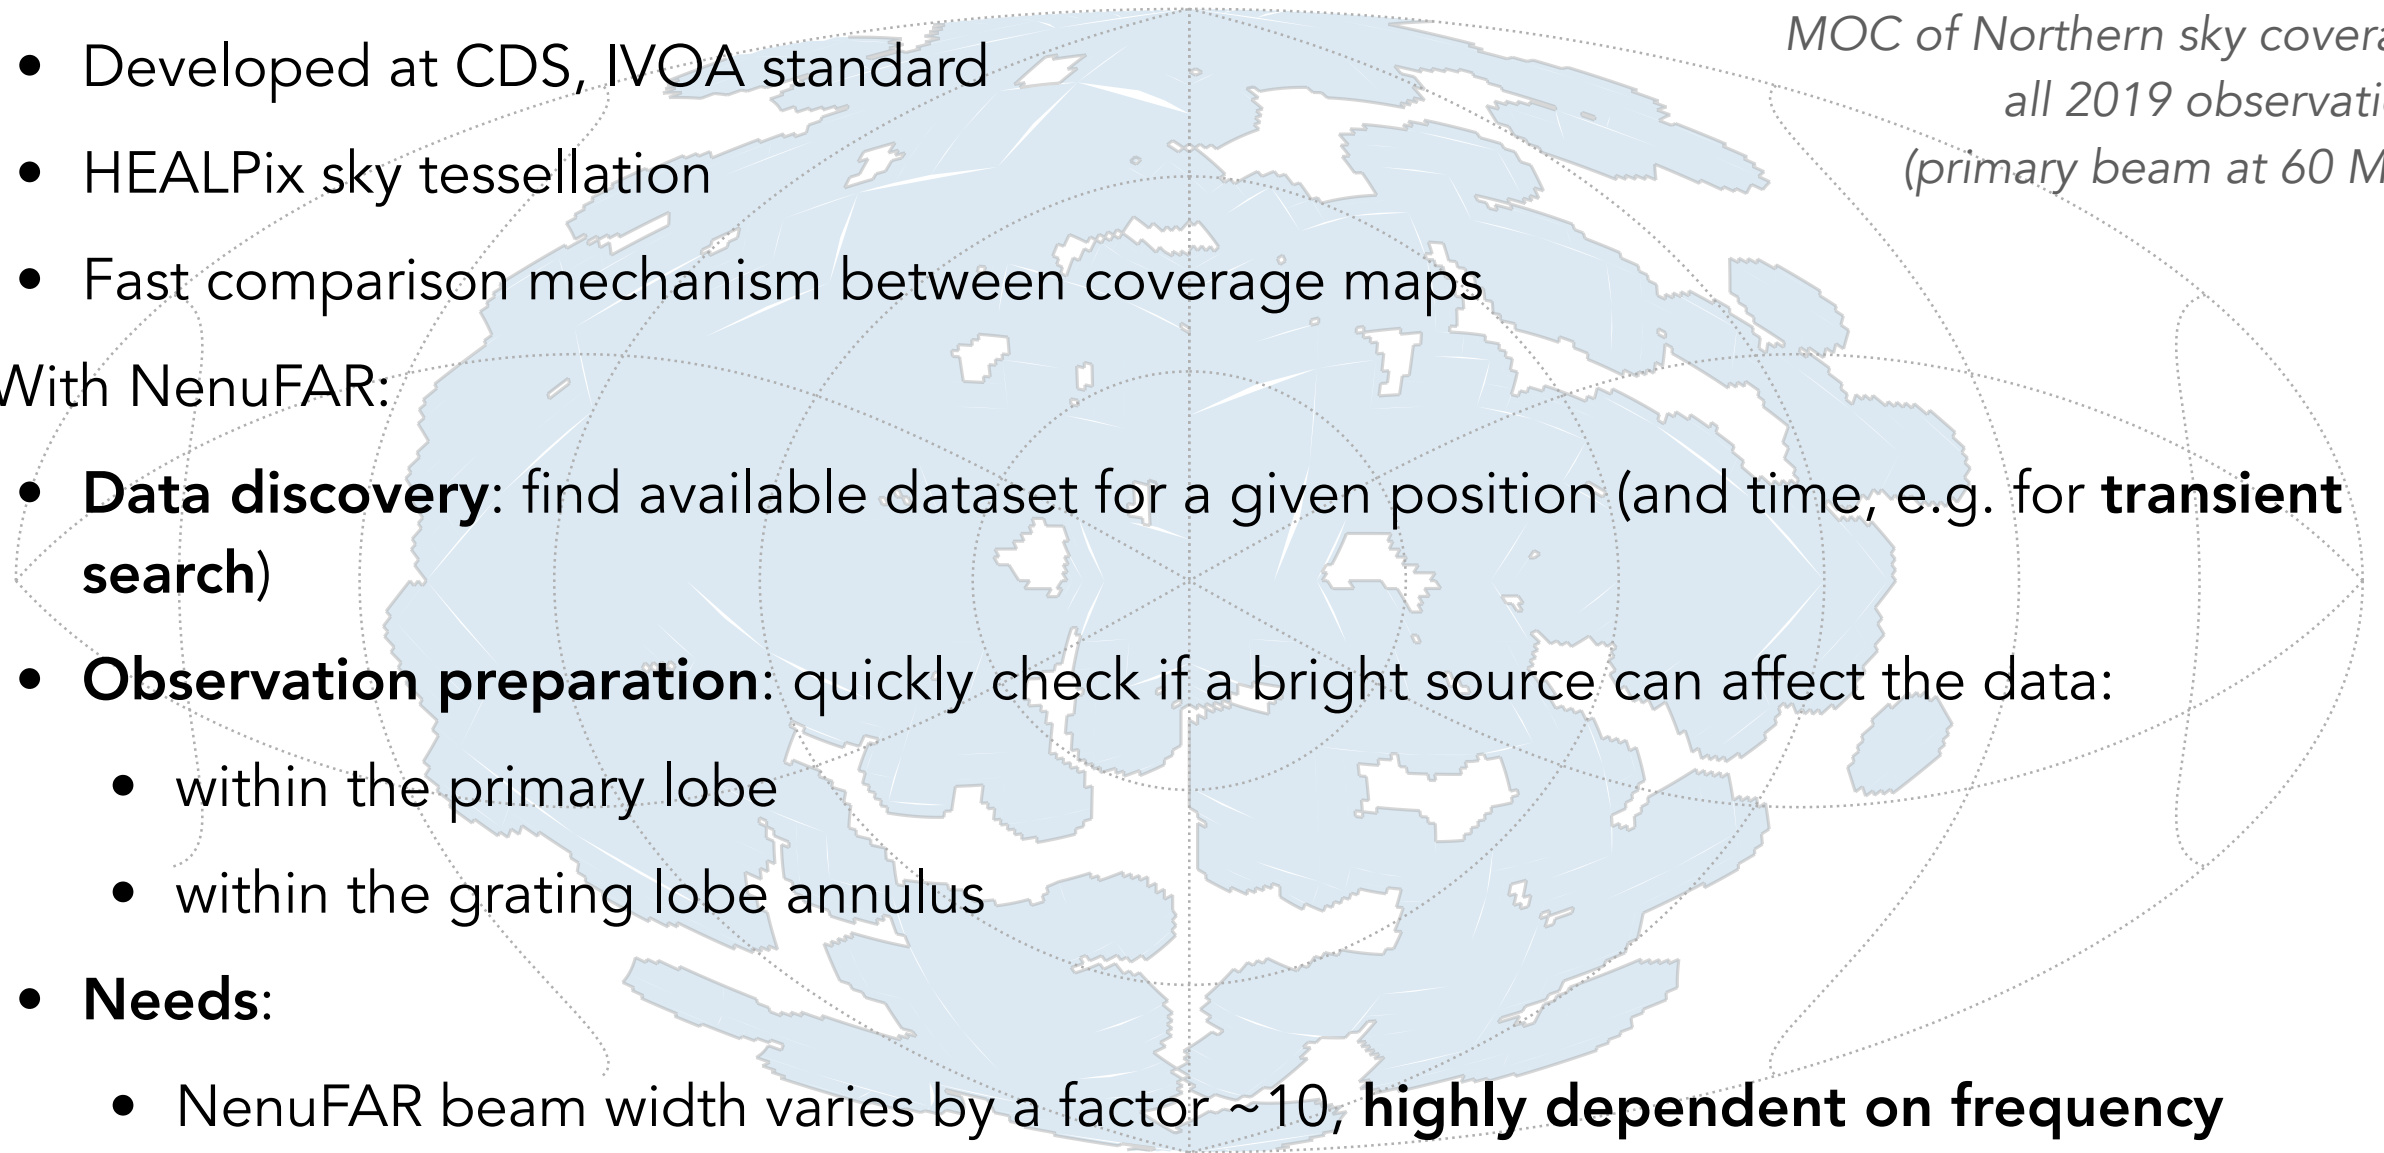 • Developed at CDS, IVOA standard
MOC of Northern sky
all 2019
(primary beam at 60
• HEALPix sky tessellation
• Fast comparison mechanism between coverage maps
With NenuFAR:
• Data discovery: find available dataset for a given position (and time, e.g. for transient
search)
• Observation preparation: quickly check if a bright source can affect the data:
• within the primary lobe
• within the grating lobe annulus
• Needs:
• NenuFAR beam width varies by a factor ~10, highly dependent on frequency